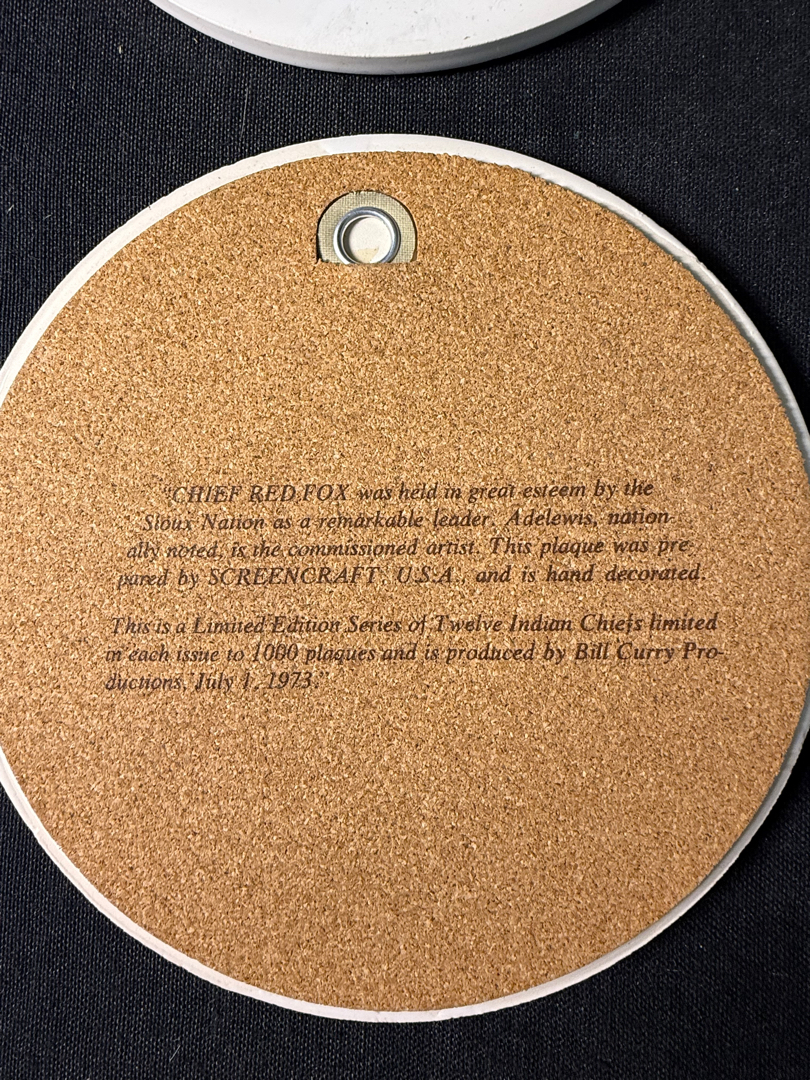 "CHIEF RED FOX was held in great esteem by the
Sioux Nation as a remarkable leader. Adelewis, nation-
ally noted, is the commissioned artist. This plaque was pre-
pared by SCREENCRAFT, U.S.A., and is hand decorated.
This is a Limited Edition Series of Twelve Indian Chiefs limited
in each issue to 1000 plaques and is produced by Bill Curry Pro-
ductions, July 1, 1973."